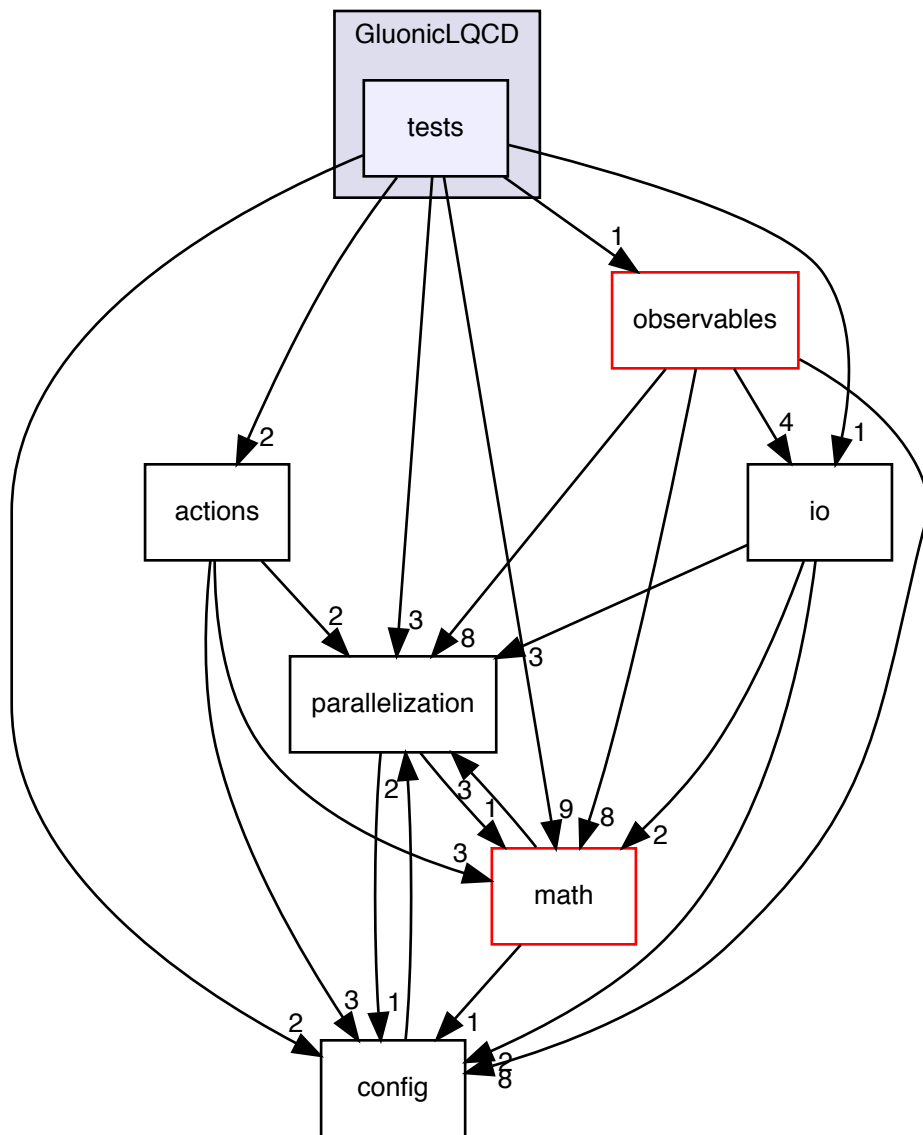 GluonicLQCD
tests
1
observables
2
4
1
actions
io
2
3
8
3
parallelization
2
3
1
9
8
2
3
math
3
1
1
2
2
8
config